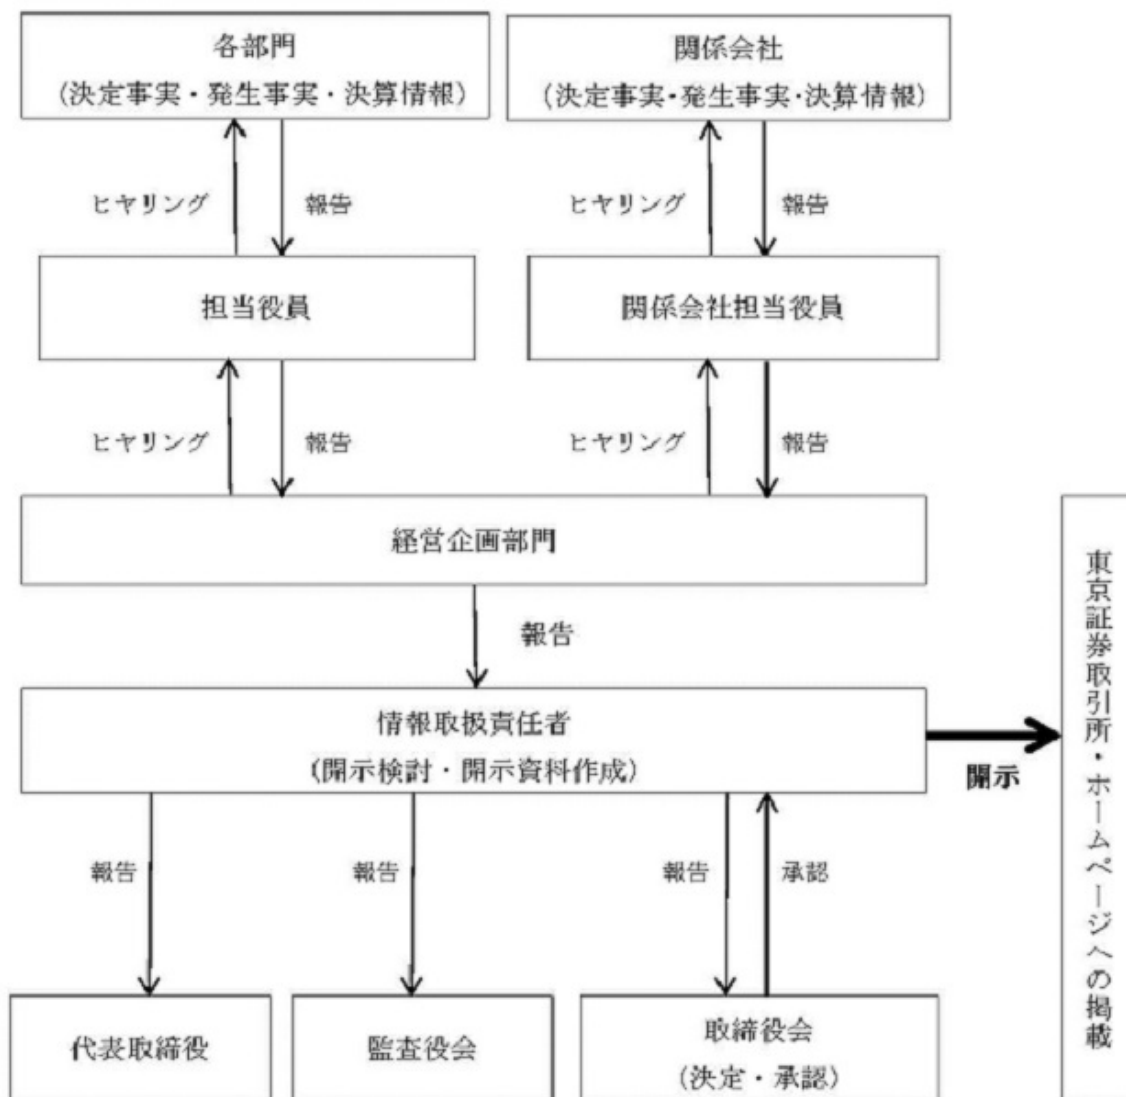 各部門
(決定事実・発生事実・決算情報)
関係会社
(決定事実・発生事実・決算情報)
ヒヤリング
報告
ヒヤリング
報告
担当役員
関係会社担当役員
ヒヤリング
報告
ヒヤリング
報告
経営企画部門
報告
情報取扱責任者
(開示検討・開示資料作成)
開示
東京証券取引所・ホームページへの掲載
報告
報告
報告
承認
代表取締役
監査役会
取締役会
(決定・承認)